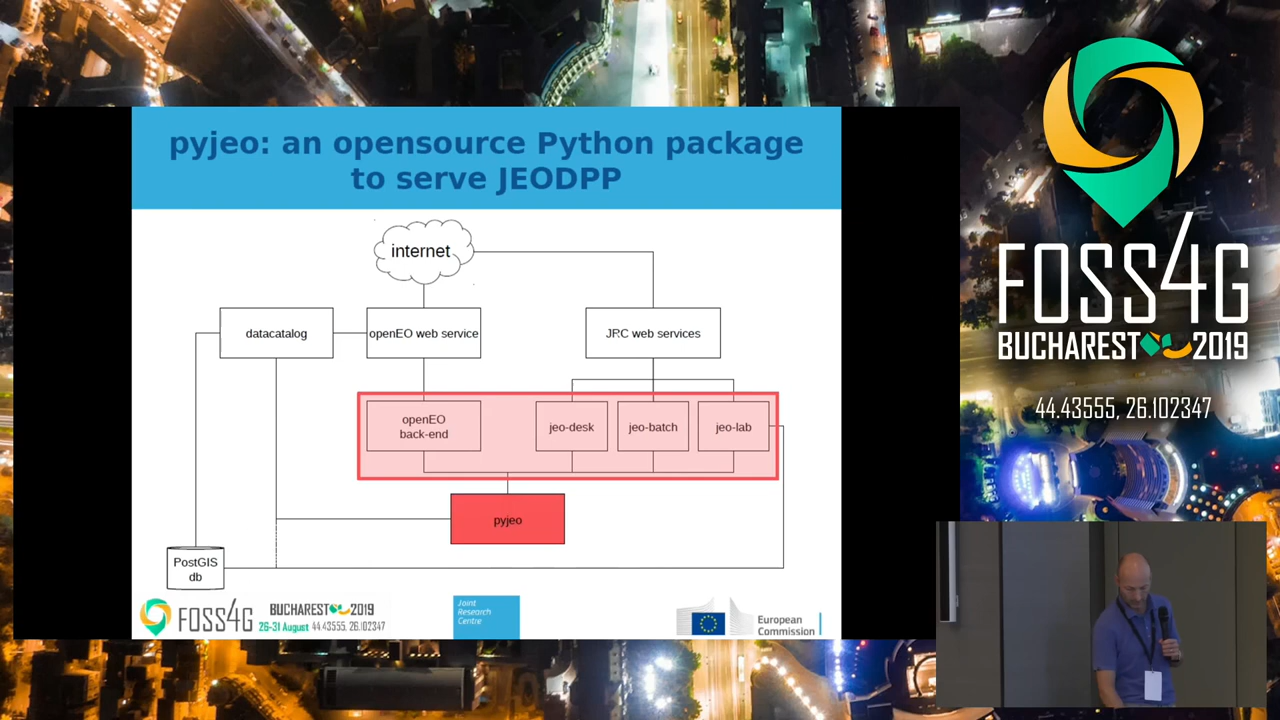 pyjeo: an opensource Python package
to serve JEODPP
internet
datacatalog
openEO web service
JRC web services
openEO
back-end
jeo-desk
jeo-batch
jeo-lab
pyjeo
PostGIS
db
FOSS4G
BUCHAREST 2019
26-31 August 44.43555, 26.102347
Joint
Research
Centre
European
Commission
FOSS4G
BUCHAREST 2019
44.43555, 26.102347